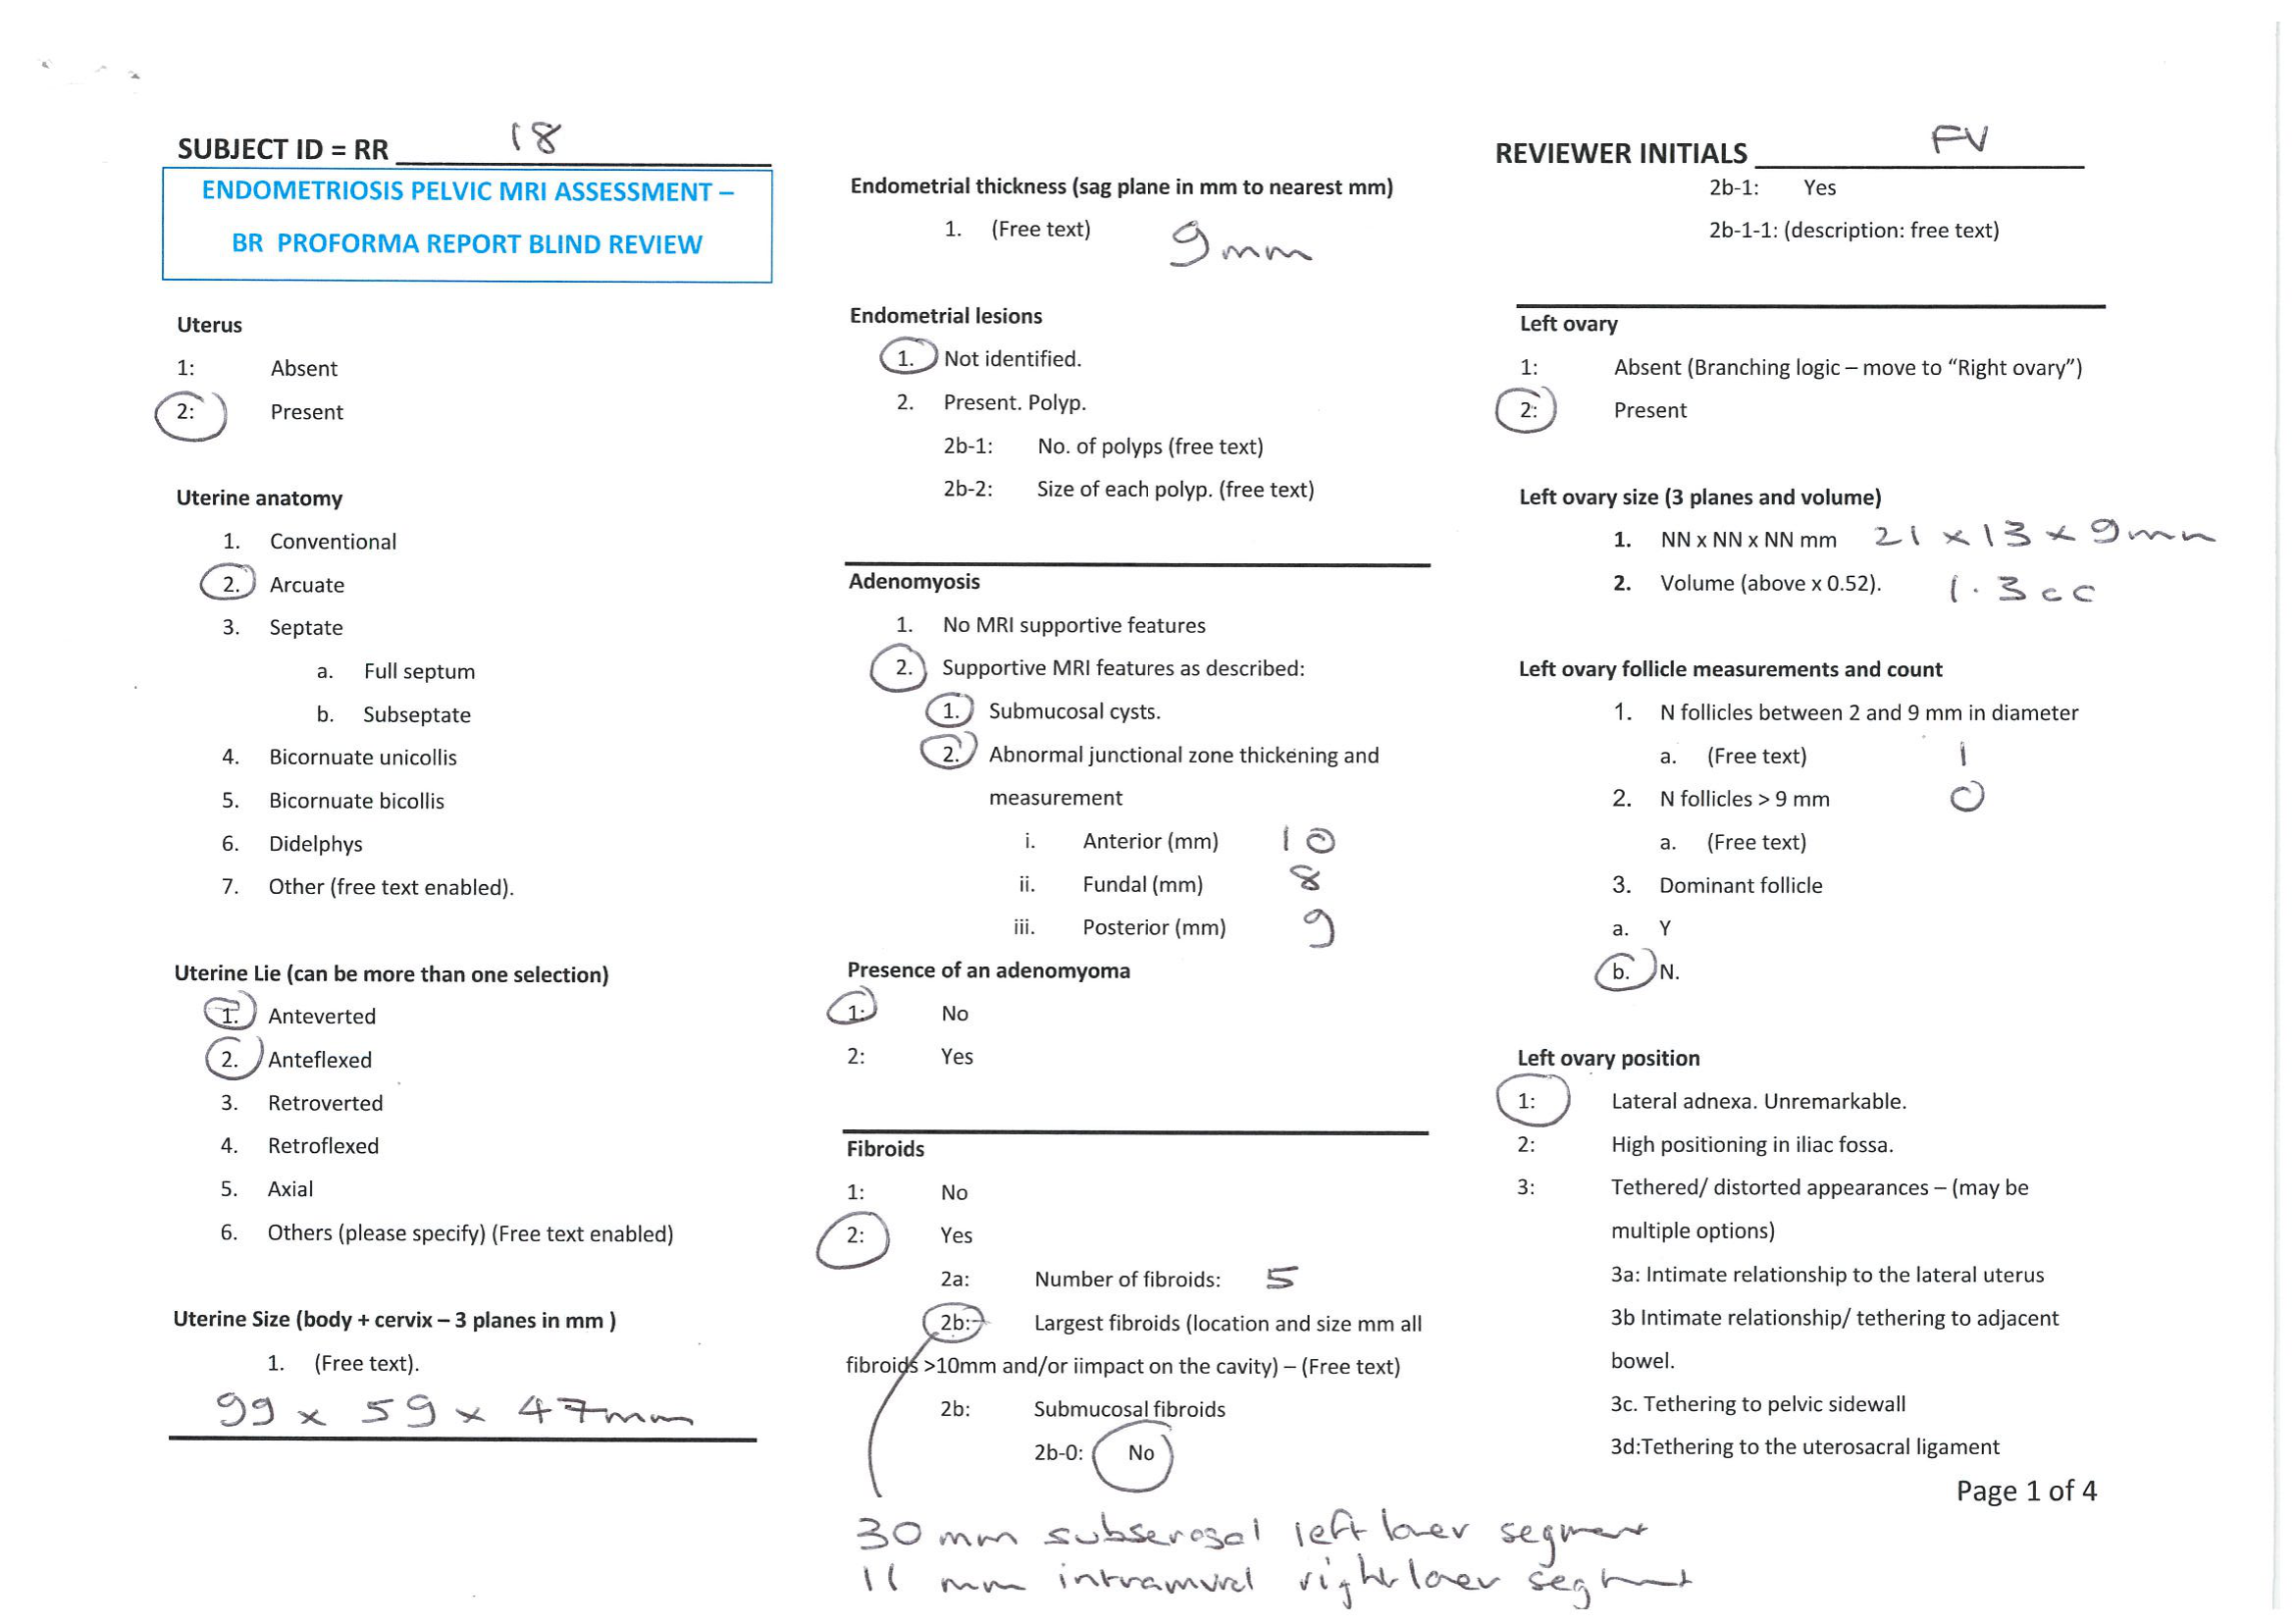 SUBJECT ID = RR 18
ENDOMETRIOSIS PELVIC MRI ASSESSMENT –
BR PROFORMA REPORT BLIND REVIEW
Uterus
1: Absent
2: Present
Uterine anatomy
1. Conventional
2. Arcuate
3. Septate
a. Full septum
b. Subseptate
4. Bicornuate unicollis
5. Bicornuate bicollis
6. Didelphys
7. Other (free text enabled).
Uterine Lie (can be more than one selection)
1. Anteverted
2. Anteflexed
3. Retroverted
4. Retroflexed
5. Axial
6. Others (please specify) (Free text enabled)
Uterine Size (body + cervix – 3 planes in mm )
1. (Free text).
99 x 59 x 47mm
Endometrial thickness (sag plane in mm to nearest mm)
1. (Free text) 9mm
Endometrial lesions
1. Not identified.
2. Present. Polyp.
2b-1: No. of polyps (free text)
2b-2: Size of each polyp. (free text)
Adenomyosis
1. No MRI supportive features
2. Supportive MRI features as described:
1. Submucosal cysts.
2. Abnormal junctional zone thickening and
measurement
i. Anterior (mm) 10
ii. Fundal (mm) 8
iii. Posterior (mm) 9
Presence of an adenomyoma
1: No
2: Yes
Fibroids
1: No
2: Yes
2a: Number of fibroids: 5
2b: Largest fibroids (location and size mm all
fibroids >10mm and/or iimpact on the cavity) – (Free text)
2b: Submucosal fibroids
2b-0: No
30 mm subserosal left lower segment
11 mm intramural right lower segment
REVIEWER INITIALS FV
2b-1: Yes
2b-1-1: (description: free text)
Left ovary
1: Absent (Branching logic – move to “Right ovary”)
2: Present
Left ovary size (3 planes and volume)
1. NN x NN x NN mm 21 x 13 x 9mm
2. Volume (above x 0.52). 1.3cc
Left ovary follicle measurements and count
1. N follicles between 2 and 9 mm in diameter
a. (Free text) 1
2. N follicles > 9 mm 0
a. (Free text)
3. Dominant follicle
a. Y
b. N.
Left ovary position
1: Lateral adnexa. Unremarkable.
2: High positioning in iliac fossa.
3: Tethered/ distorted appearances – (may be
multiple options)
3a: Intimate relationship to the lateral uterus
3b Intimate relationship/ tethering to adjacent
bowel.
3c. Tethering to pelvic sidewall
3d:Tethering to the uterosacral ligament
Page 1 of 4